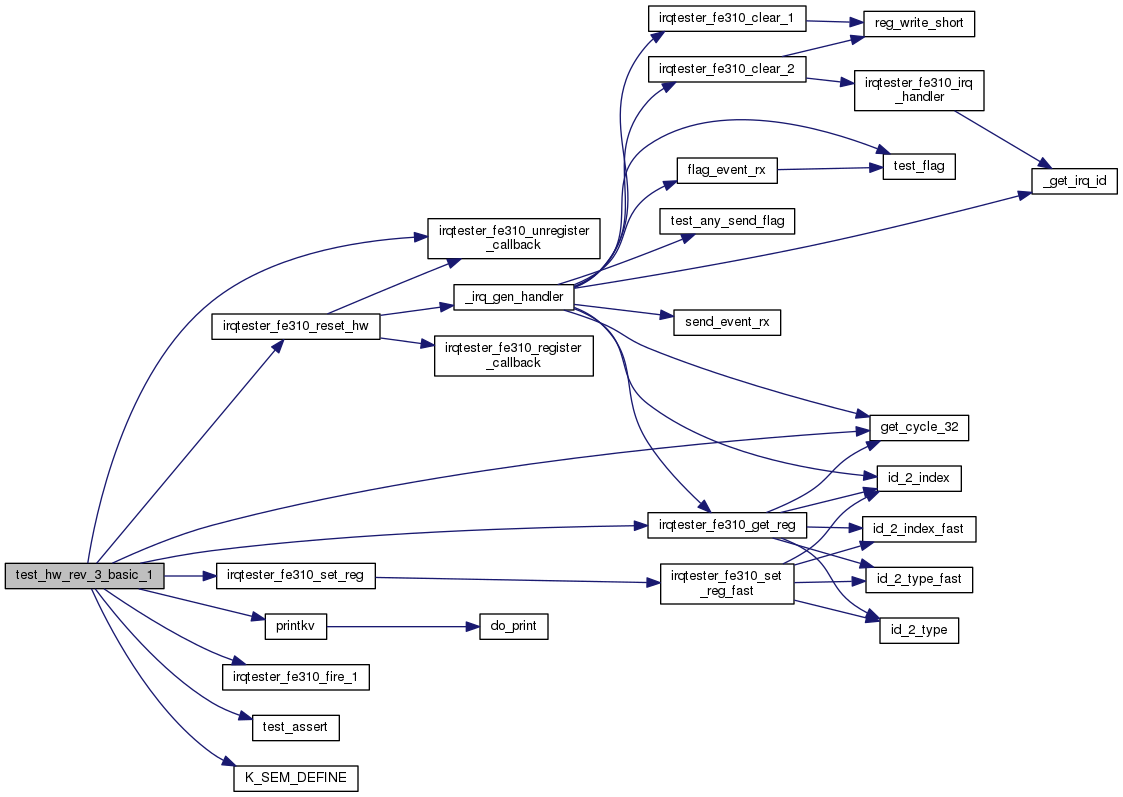 irqtester_fe310_clear_1
reg_write_short
irqtester_fe310_clear_2
irqtester_fe310_irq
_handler
test_flag
flag_event_rx
_get_irq_id
test_any_send_flag
irqtester_fe310_unregister
_callback
_irq_gen_handler
send_event_rx
irqtester_fe310_reset_hw
irqtester_fe310_register
_callback
get_cycle_32
id_2_index
irqtester_fe310_get_reg
id_2_index_fast
test_hw_rev_3_basic_1
irqtester_fe310_set_reg
irqtester_fe310_set
_reg_fast
id_2_type_fast
printkv
do_print
id_2_type
irqtester_fe310_fire_1
test_assert
K_SEM_DEFINE